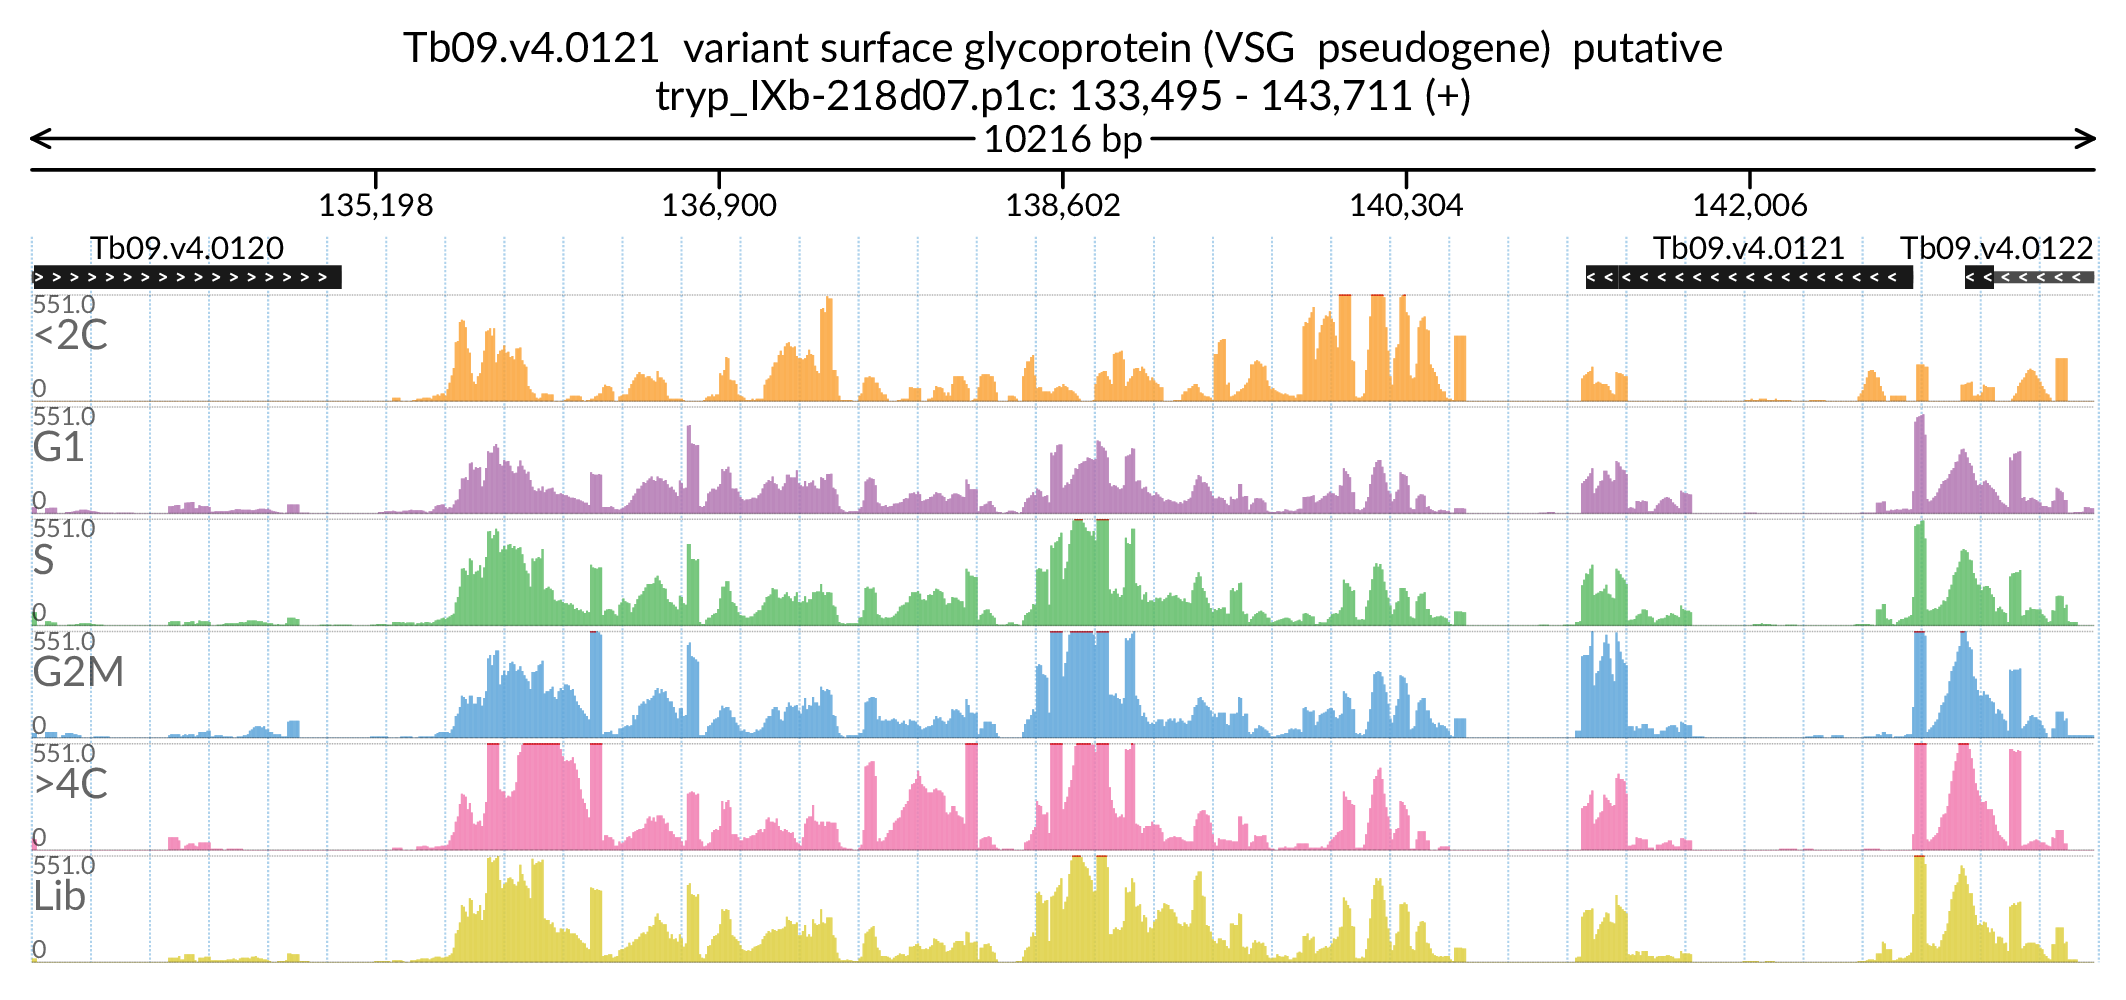 Tb09.v4.0121 variant surface glycoprotein (VSG pseudogene) putative
tryp_IXb-218d07.p1c: 133,495 - 143,711 (+)
10216 bp
135,198 136,900 138,602 140,304 142,006
Tb09.v4.0120 Tb09.v4.0121 Tb09.v4.0122
551.0
<2C
0
551.0
G1
0
551.0
S
0
551.0
G2M
0
551.0
>4C
0
551.0
Lib
0